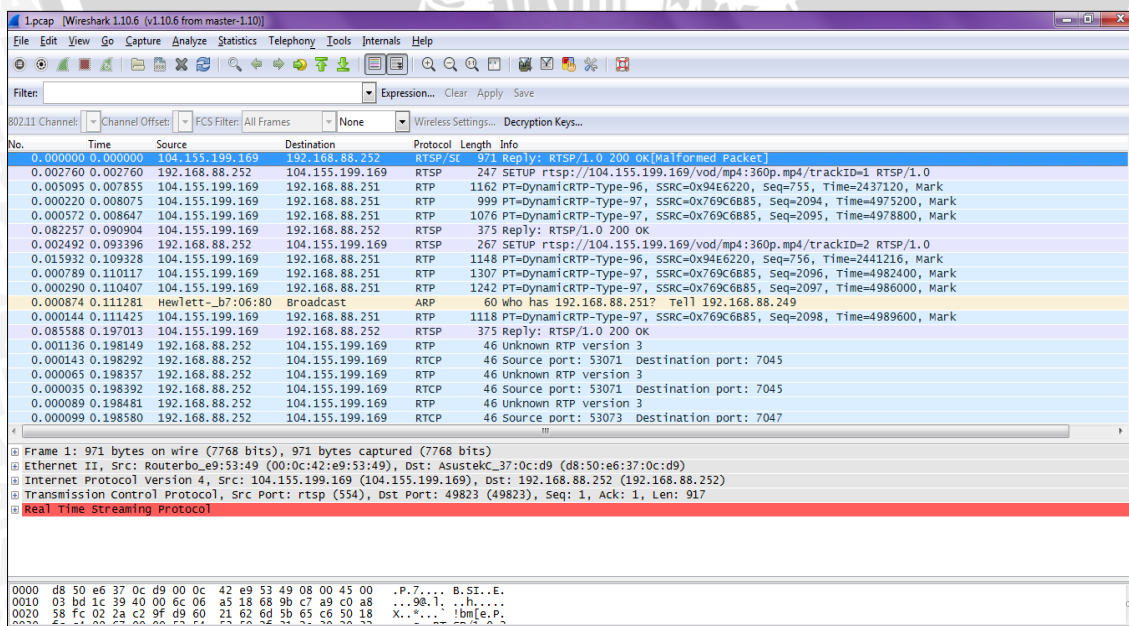 1.pcap [Wireshark 1.10.6 (v1.10.6 from master-1.10)]
File Edit View Go Capture Analyze Statistics Telephony Tools Internals Help
Filter: Expression... Clear Apply Save
802.11 Channel: Channel Offset: FCS Filter: All Frames None Wireless Settings... Decryption Keys...
No. Time Source Destination Protocol Length Info
0.000000 0.000000 104.155.199.169 192.168.88.252 RTSP/SD 971 Reply: RTSP/1.0 200 OK[Malformed Packet]
0.002760 0.002760 192.168.88.252 104.155.199.169 RTSP 247 SETUP rtsp://104.155.199.169/vod/mp4:360p.mp4/trackID=1 RTSP/1.0
0.005095 0.007855 104.155.199.169 192.168.88.251 RTP 1162 PT=DynamicRTP-Type-96, SSRC=0x94E6220, Seq=755, Time=2437120, Mark
0.000220 0.008075 104.155.199.169 192.168.88.251 RTP 999 PT=DynamicRTP-Type-97, SSRC=0x769C6B85, Seq=2094, Time=4975200, Mark
0.000572 0.008647 104.155.199.169 192.168.88.251 RTP 1076 PT=DynamicRTP-Type-97, SSRC=0x769C6B85, Seq=2095, Time=4978800, Mark
0.082257 0.090904 104.155.199.169 192.168.88.252 RTSP 375 Reply: RTSP/1.0 200 OK
0.002492 0.093396 192.168.88.252 104.155.199.169 RTSP 267 SETUP rtsp://104.155.199.169/vod/mp4:360p.mp4/trackID=2 RTSP/1.0
0.015932 0.109328 104.155.199.169 192.168.88.251 RTP 1148 PT=DynamicRTP-Type-96, SSRC=0x94E6220, Seq=756, Time=2441216, Mark
0.000789 0.110117 104.155.199.169 192.168.88.251 RTP 1307 PT=DynamicRTP-Type-97, SSRC=0x769C6B85, Seq=2096, Time=4982400, Mark
0.000290 0.110407 104.155.199.169 192.168.88.251 RTP 1242 PT=DynamicRTP-Type-97, SSRC=0x769C6B85, Seq=2097, Time=4986000, Mark
0.000874 0.111281 Hewlett-_b7:06:80 Broadcast ARP 60 Who has 192.168.88.251? Tell 192.168.88.249
0.000144 0.111425 104.155.199.169 192.168.88.251 RTP 1118 PT=DynamicRTP-Type-97, SSRC=0x769C6B85, Seq=2098, Time=4989600, Mark
0.085588 0.197013 104.155.199.169 192.168.88.252 RTSP 375 Reply: RTSP/1.0 200 OK
0.001136 0.198149 192.168.88.252 104.155.199.169 RTP 46 Unknown RTP version 3
0.000143 0.198292 192.168.88.252 104.155.199.169 RTCP 46 Source port: 53071 Destination port: 7045
0.000065 0.198357 192.168.88.252 104.155.199.169 RTP 46 Unknown RTP version 3
0.000035 0.198392 192.168.88.252 104.155.199.169 RTCP 46 Source port: 53071 Destination port: 7045
0.000089 0.198481 192.168.88.252 104.155.199.169 RTP 46 Unknown RTP version 3
0.000099 0.198580 192.168.88.252 104.155.199.169 RTCP 46 Source port: 53073 Destination port: 7047
Frame 1: 971 bytes on wire (7768 bits), 971 bytes captured (7768 bits)
Ethernet II, Src: Routerbo_e9:53:49 (00:0c:42:e9:53:49), Dst: AsustekC_37:0c:d9 (d8:50:e6:37:0c:d9)
Internet Protocol Version 4, Src: 104.155.199.169 (104.155.199.169), Dst: 192.168.88.252 (192.168.88.252)
Transmission Control Protocol, Src Port: rtsp (554), Dst Port: 49823 (49823), Seq: 1, Ack: 1, Len: 917
Real Time Streaming Protocol
0000 d8 50 e6 37 0c d9 00 0c 42 e9 53 49 08 00 45 00 .P.7.... B.SI..E.
0010 03 bd 1c 39 40 00 6c 06 a5 18 68 9b c7 a9 c0 a8 ...9@.l. ..h.....
0020 58 fc 02 2a c2 9f d9 60 21 62 6d 5b 65 c6 50 18 X..*...` !bm[e.P.